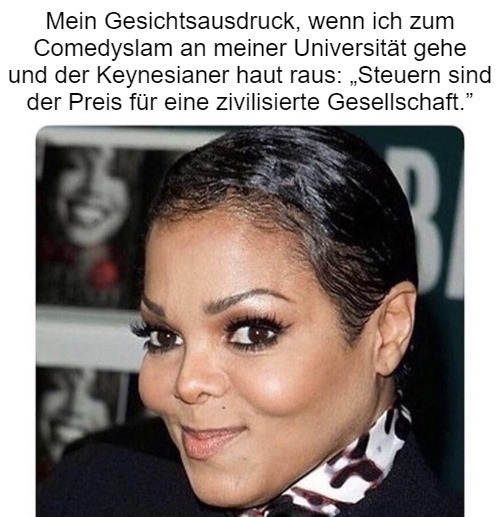 Mein Gesichtsausdruck, wenn ich zum
Comedyslam an meiner Universität gehe
und der Keynesianer haut raus: „Steuern sind
der Preis für eine zivilisierte Gesellschaft.”
BA